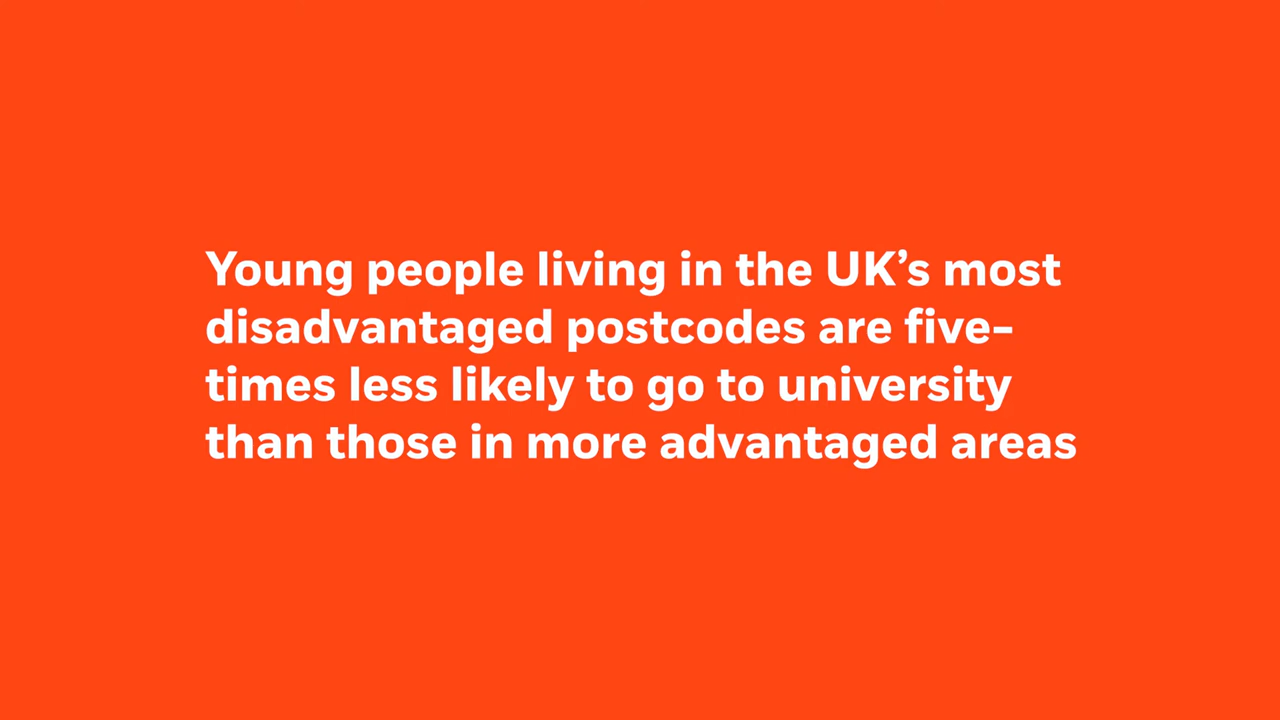 Young people living in the UK’s most
disadvantaged postcodes are five-
times less likely to go to university
than those in more advantaged areas